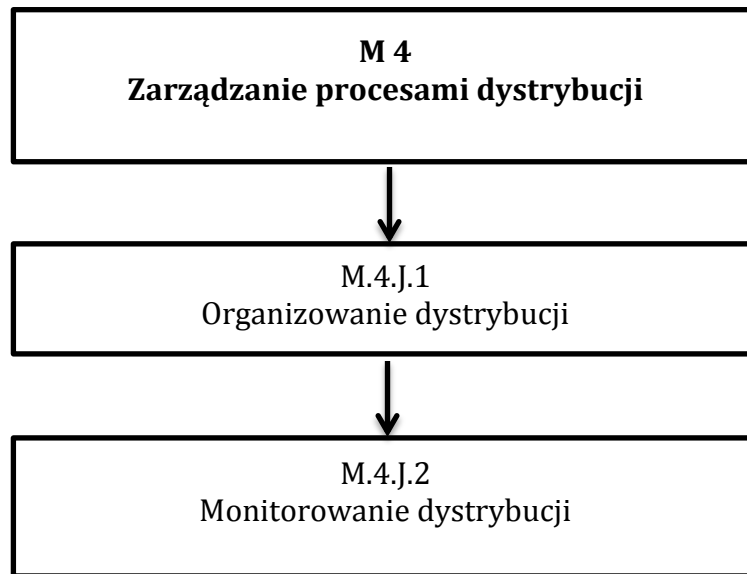 M 4
Zarządzanie procesami dystrybucji
M.4.J.1
Organizowanie dystrybucji
M.4.J.2
Monitorowanie dystrybucji